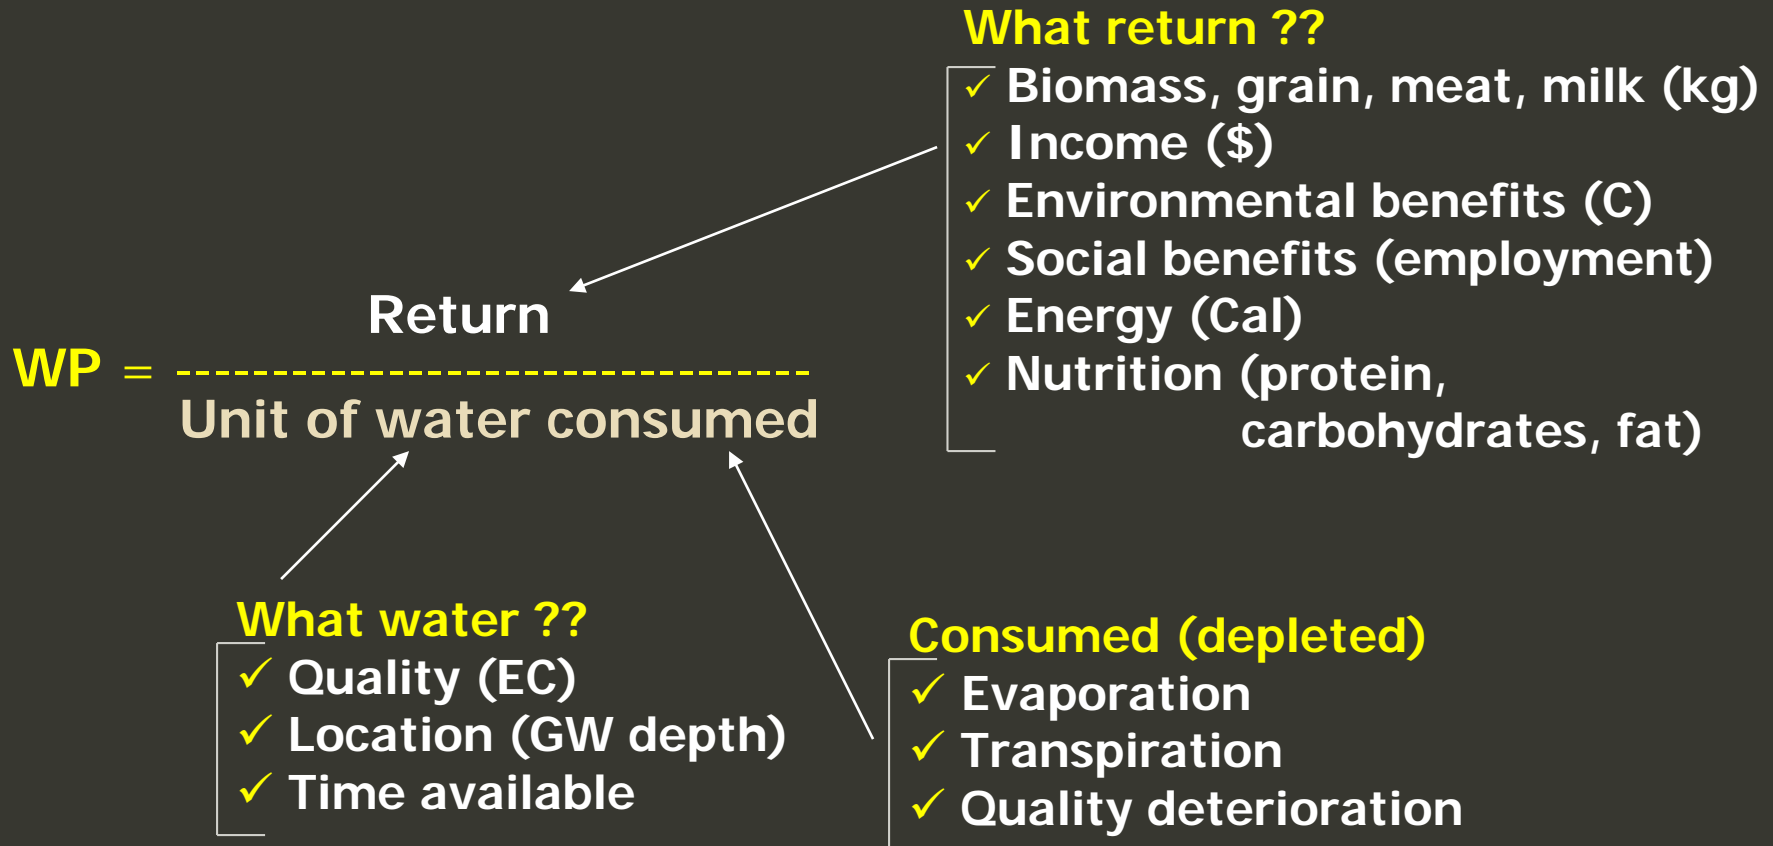 What return ??
✓ Biomass, grain, meat, milk (kg)
✓ Income ($)
✓ Environmental benefits (C)
✓ Social benefits (employment)
✓ Energy (Cal)
✓ Nutrition (protein,
carbohydrates, fat)
Return
WP = ---------------------------------
Unit of water consumed
What water ??
✓ Quality (EC)
✓ Location (GW depth)
✓ Time available
Consumed (depleted)
✓ Evaporation
✓ Transpiration
✓ Quality deterioration